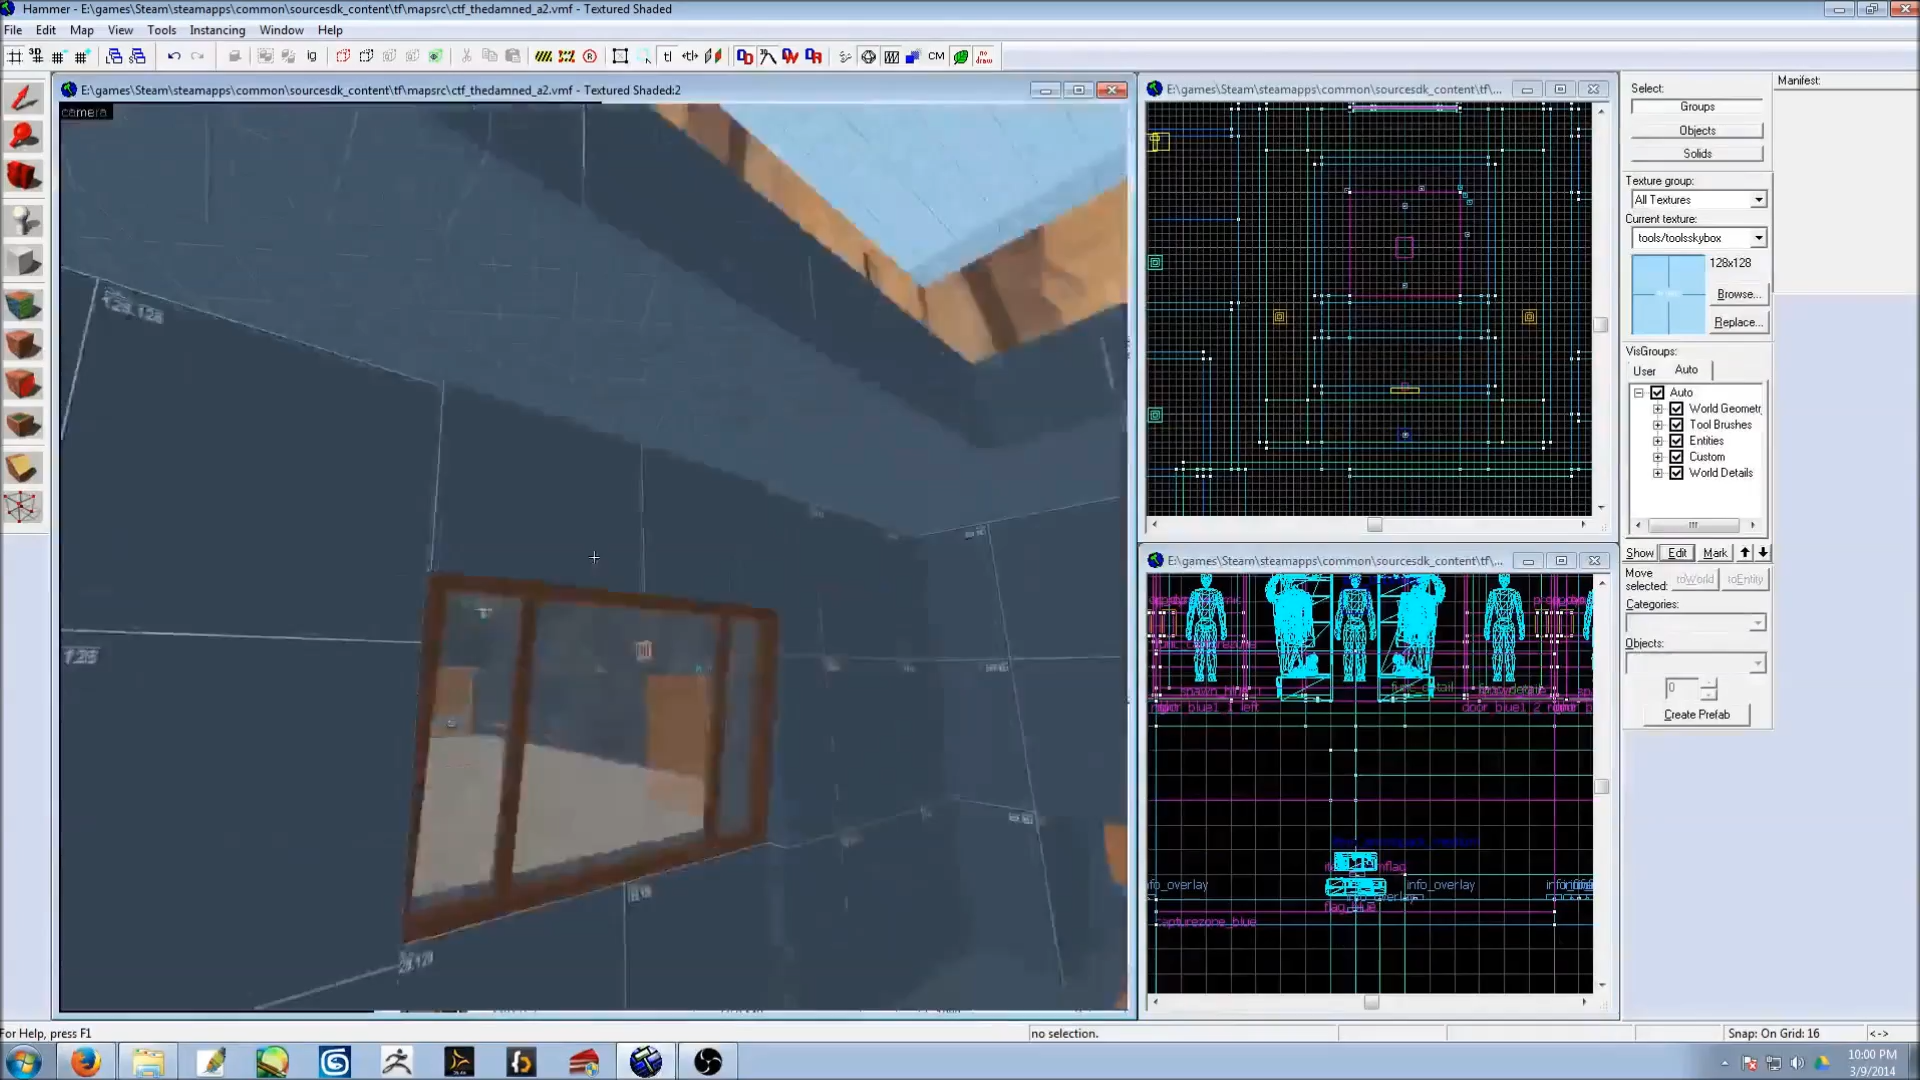 Hammer - E:\games\Steam\steamapps\common\sourcesdk_content\tf\mapsrc\ctf_thedamned_a2.vmf - Textured Shaded
File Edit Map View Tools Instancing Window Help
E:\games\Steam\steamapps\common\sourcesdk_content\tf\mapsrc\ctf_thedamned_a2.vmf - Textured Shaded:2
camera
128
E:\games\Steam\steamapps\common\sourcesdk_content\tf\...
E:\games\Steam\steamapps\common\sourcesdk_content\tf\...
info_overlay
capturezone_blue
Select:
Groups
Objects
Solids
Texture group:
All Textures
Current texture:
tools/toolsskybox
128x128
Browse...
Replace...
VisGroups:
User Auto
Auto
World Geometr
Tool Brushes
Entities
Custom
World Details
Show Edit Mark
Move selected: toWorld toEntity
Categories:
Objects:
0
Create Prefab
Manifest:
For Help, press F1
no selection.
Snap: On Grid: 16
<->
10:00 PM
3/9/2014